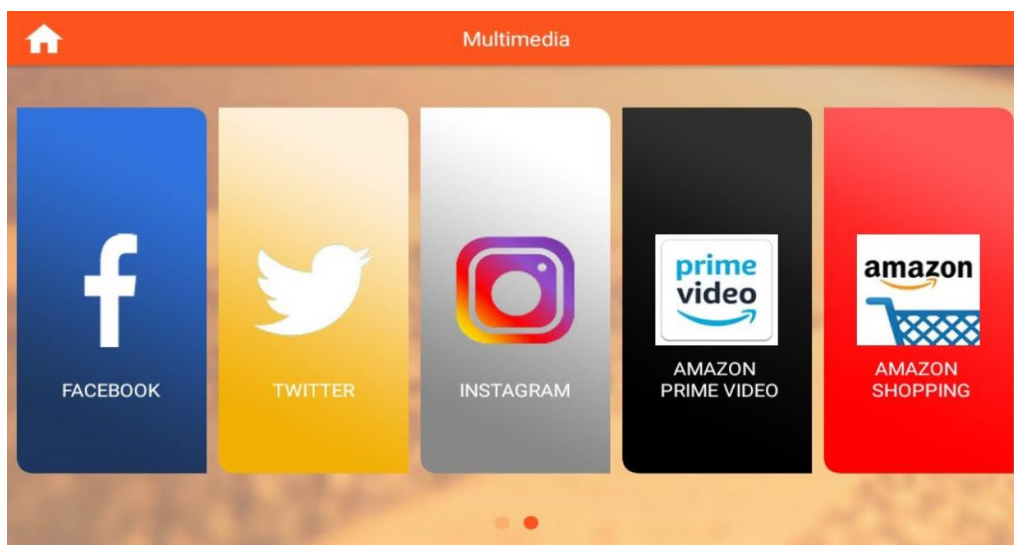 Multimedia
FACEBOOK
TWITTER
INSTAGRAM
prime
video
AMAZON
PRIME VIDEO
amazon
AMAZON
SHOPPING